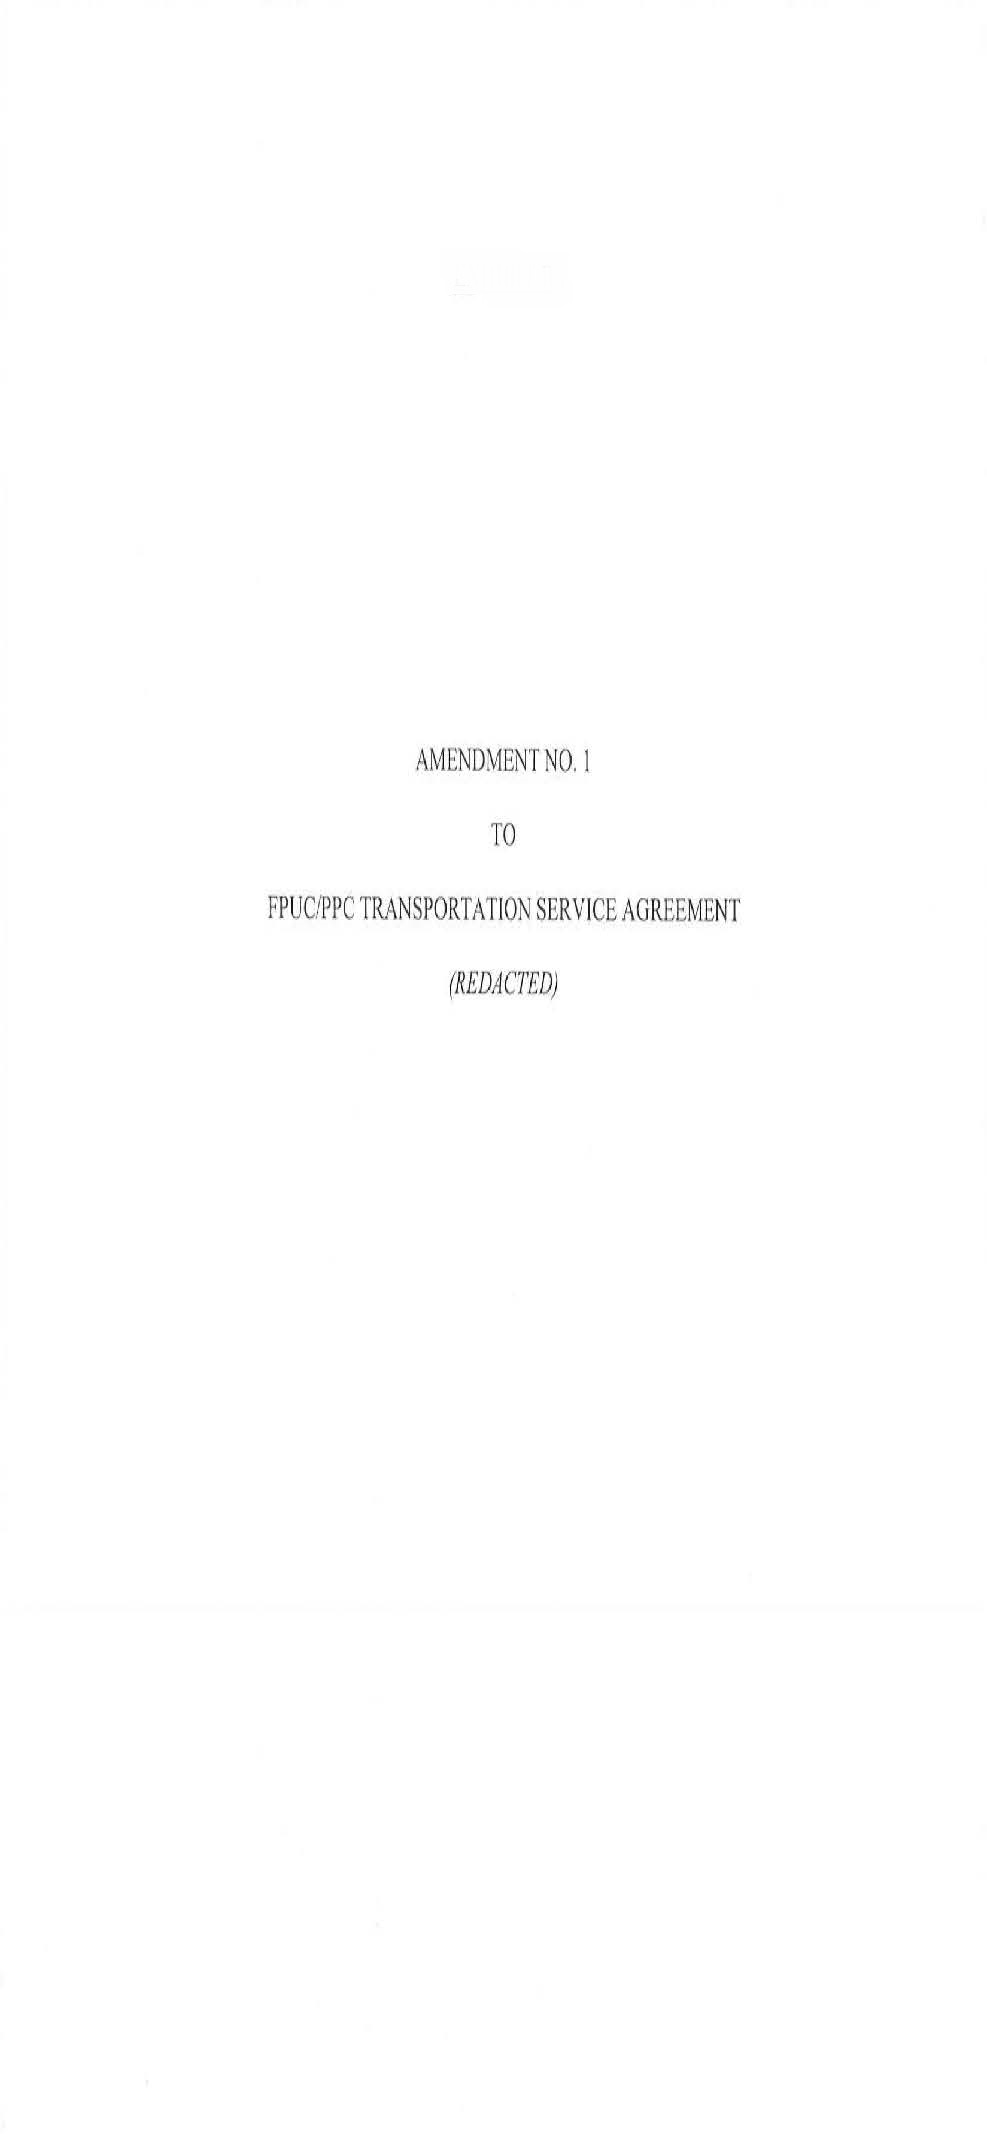 AMENDMENT NO. 1
TO
FPUC/PPC TRANSPORTATION SERVICE AGREEMENT
(REDACTED)